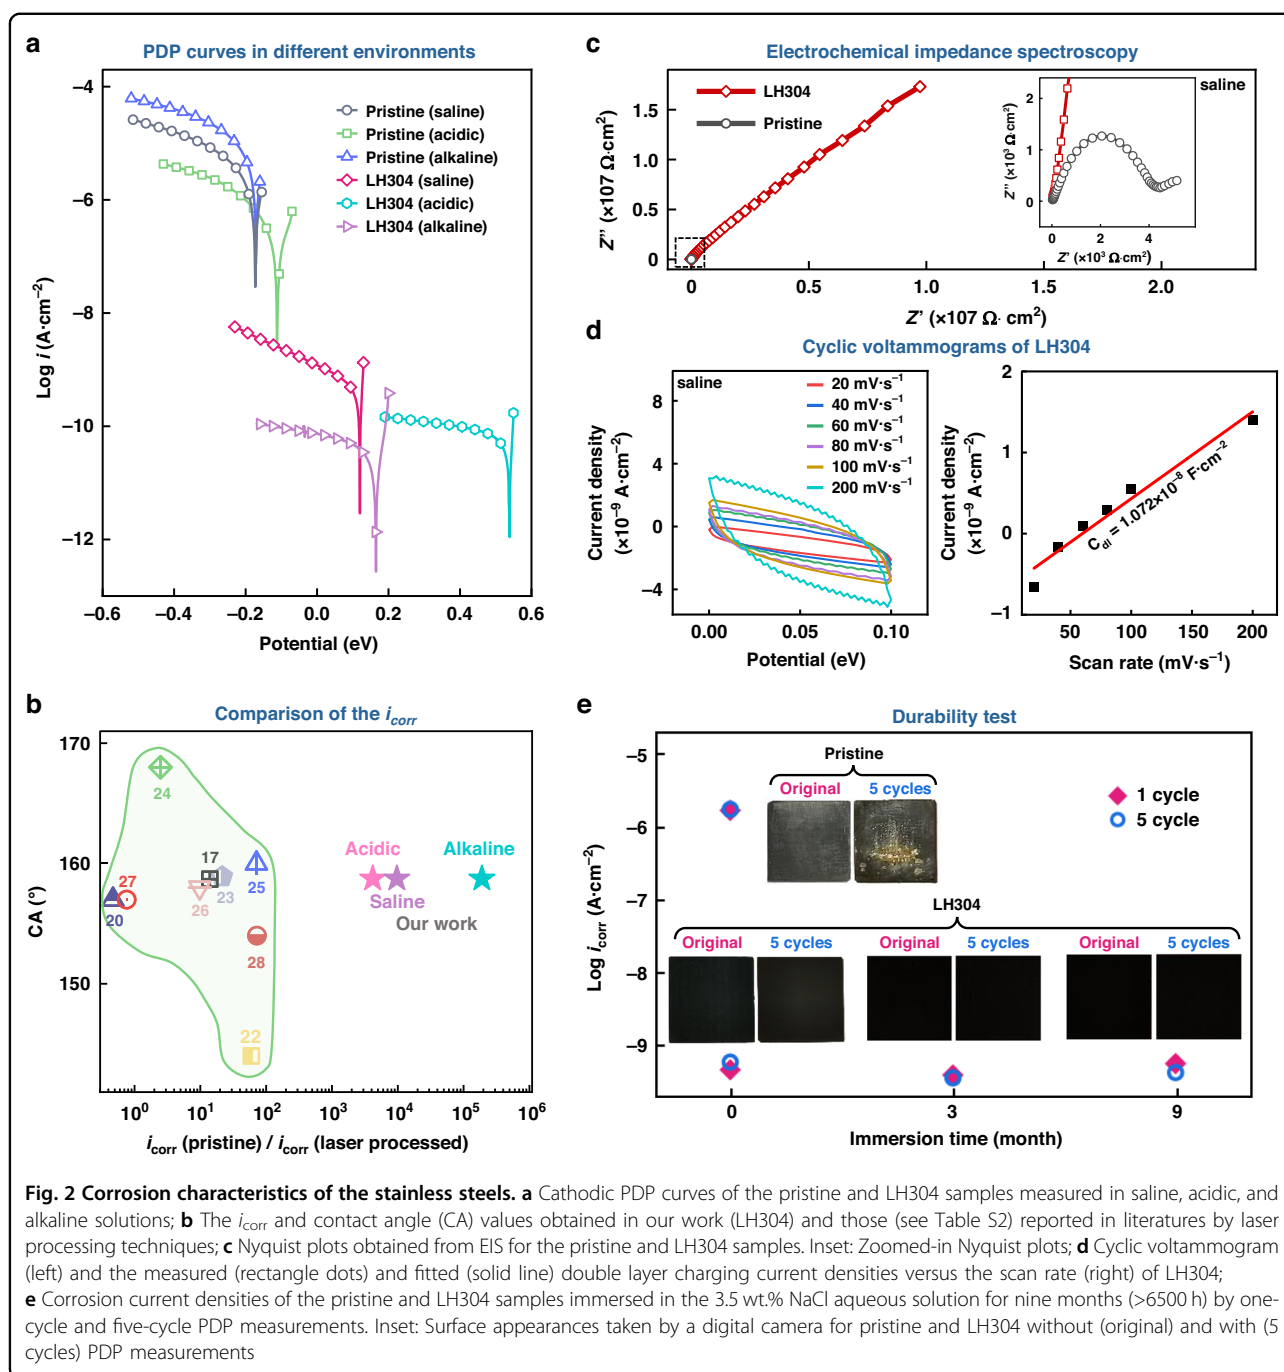 a
PDP curves in different environments
−4
−6
−8
−10
−12
Log i (A·cm−2)
Pristine (saline)
Pristine (acidic)
Pristine (alkaline)
LH304 (saline)
LH304 (acidic)
LH304 (alkaline)
−0.6 −0.4 −0.2 0.0 0.2 0.4 0.6
Potential (eV)
b
Comparison of the icorr
170
160
150
CA (°)
24
17
27
20
26
23
25
28
22
Acidic
Alkaline
Saline
Our work
10⁰ 10¹ 10² 10³ 10⁴ 10⁵ 10⁶
icorr (pristine) / icorr (laser processed)
c
Electrochemical impedance spectroscopy
1.5
1.0
0.5
0
Z″ (×107 Ω·cm²)
LH304
Pristine
0 0.5 1.0 1.5 2.0
Z′ (×107 Ω· cm²)
saline
2
1
0
Z″ (×10³ Ω·cm²)
0 2 4
Z′ (×10³ Ω·cm²)
d
Cyclic voltammograms of LH304
saline
8
4
0
−4
Current density
(×10−9 A·cm−2)
20 mV·s−1
40 mV·s−1
60 mV·s−1
80 mV·s−1
100 mV·s−1
200 mV·s−1
0.00 0.05 0.10
Potential (eV)
2
1
0
−1
Current density
(×10−9 A·cm−2)
Cdl = 1.072×10−8 F·cm−2
50 100 150 200
Scan rate (mV·s−1)
e
Durability test
−5
−6
−7
−8
−9
Log icorr (A·cm−2)
Pristine
Original 5 cycles
1 cycle
5 cycle
LH304
Original 5 cycles Original 5 cycles Original 5 cycles
0 3 9
Immersion time (month)
Fig. 2 Corrosion characteristics of the stainless steels. a Cathodic PDP curves of the pristine and LH304 samples measured in saline, acidic, and
alkaline solutions; b The icorr and contact angle (CA) values obtained in our work (LH304) and those (see Table S2) reported in literatures by laser
processing techniques; c Nyquist plots obtained from EIS for the pristine and LH304 samples. Inset: Zoomed-in Nyquist plots; d Cyclic voltammogram
(left) and the measured (rectangle dots) and fitted (solid line) double layer charging current densities versus the scan rate (right) of LH304;
e Corrosion current densities of the pristine and LH304 samples immersed in the 3.5 wt.% NaCl aqueous solution for nine months (>6500 h) by one-
cycle and five-cycle PDP measurements. Inset: Surface appearances taken by a digital camera for pristine and LH304 without (original) and with (5
cycles) PDP measurements